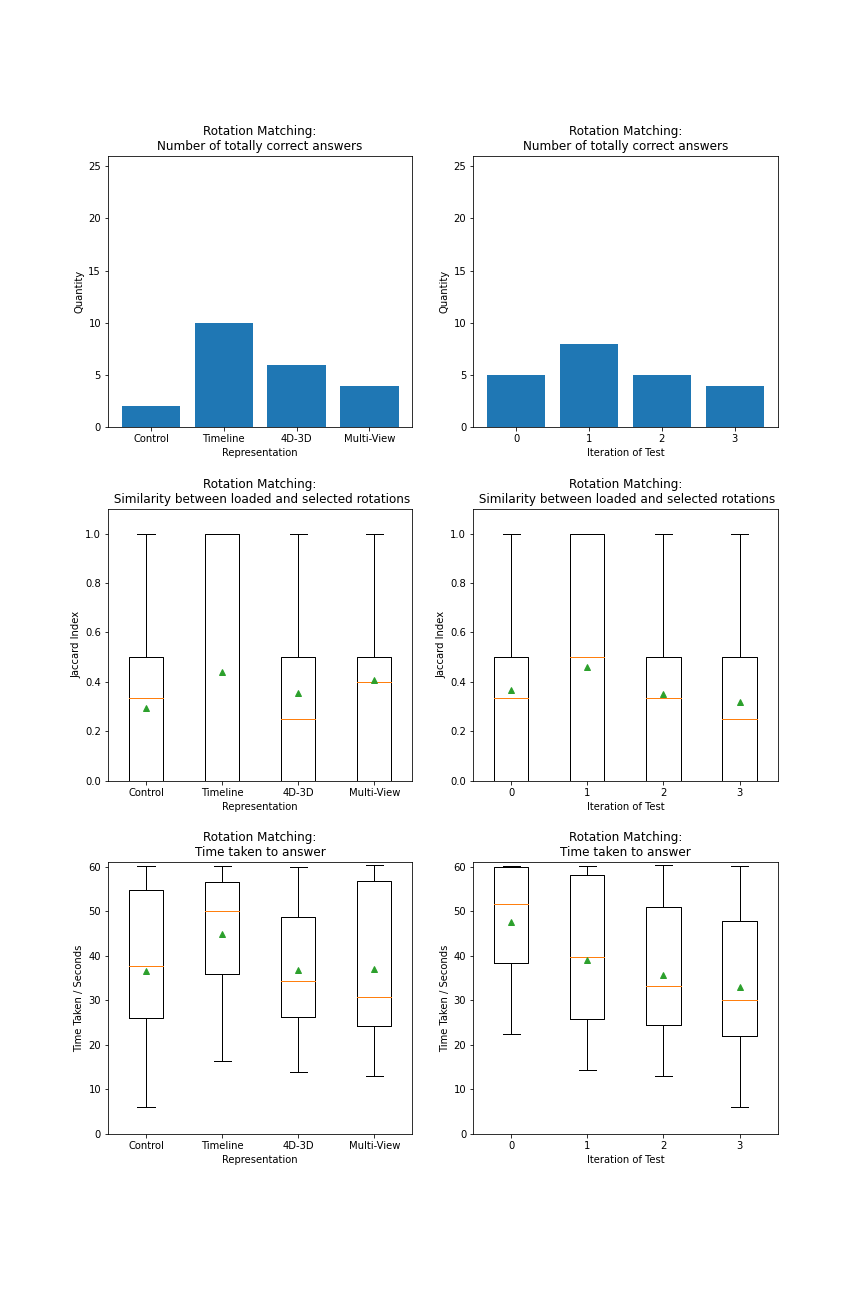 Rotation Matching:
Number of totally correct answers
25
20
15
10
5
0
Quantity
Control Timeline 4D-3D Multi-View
Representation
Rotation Matching:
Number of totally correct answers
25
20
15
10
5
0
Quantity
0 1 2 3
Iteration of Test
Rotation Matching:
Similarity between loaded and selected rotations
1.0
0.8
0.6
0.4
0.2
0.0
Jaccard Index
Control Timeline 4D-3D Multi-View
Representation
Rotation Matching:
Similarity between loaded and selected rotations
1.0
0.8
0.6
0.4
0.2
0.0
Jaccard Index
0 1 2 3
Iteration of Test
Rotation Matching:
Time taken to answer
60
50
40
30
20
10
0
Time Taken / Seconds
Control Timeline 4D-3D Multi-View
Representation
Rotation Matching:
Time taken to answer
60
50
40
30
20
10
0
Time Taken / Seconds
0 1 2 3
Iteration of Test